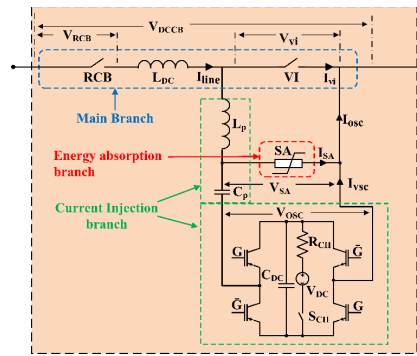 V_DCCB
V_RCB
V_vi
RCB
L_DC
I_line
VI
I_vi
Main Branch
L_p
I_osc
Energy absorption
branch
SA
I_SA
C_p
V_SA
I_vsc
Current Injection
branch
V_OSC
G
C_DC
R_CH
Ḡ
V_DC
Ḡ
S_CH
G